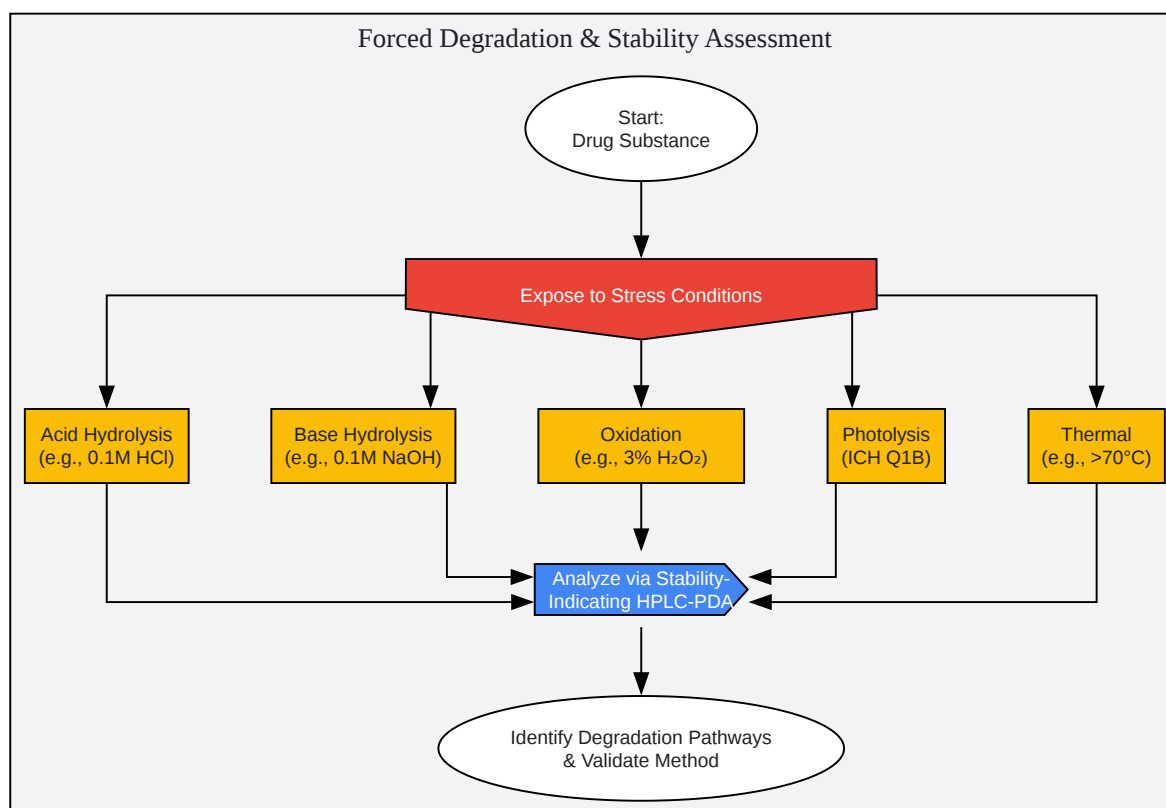 Forced Degradation & Stability Assessment
Start:
Drug Substance
Expose to Stress Conditions
Acid Hydrolysis
(e.g., 0.1M HCl)
Base Hydrolysis
(e.g., 0.1M NaOH)
Oxidation
(e.g., 3% H₂O₂)
Photolysis
(ICH Q1B)
Thermal
(e.g., >70°C)
Analyze via Stability-
Indicating HPLC-PDA
Identify Degradation Pathways
& Validate Method